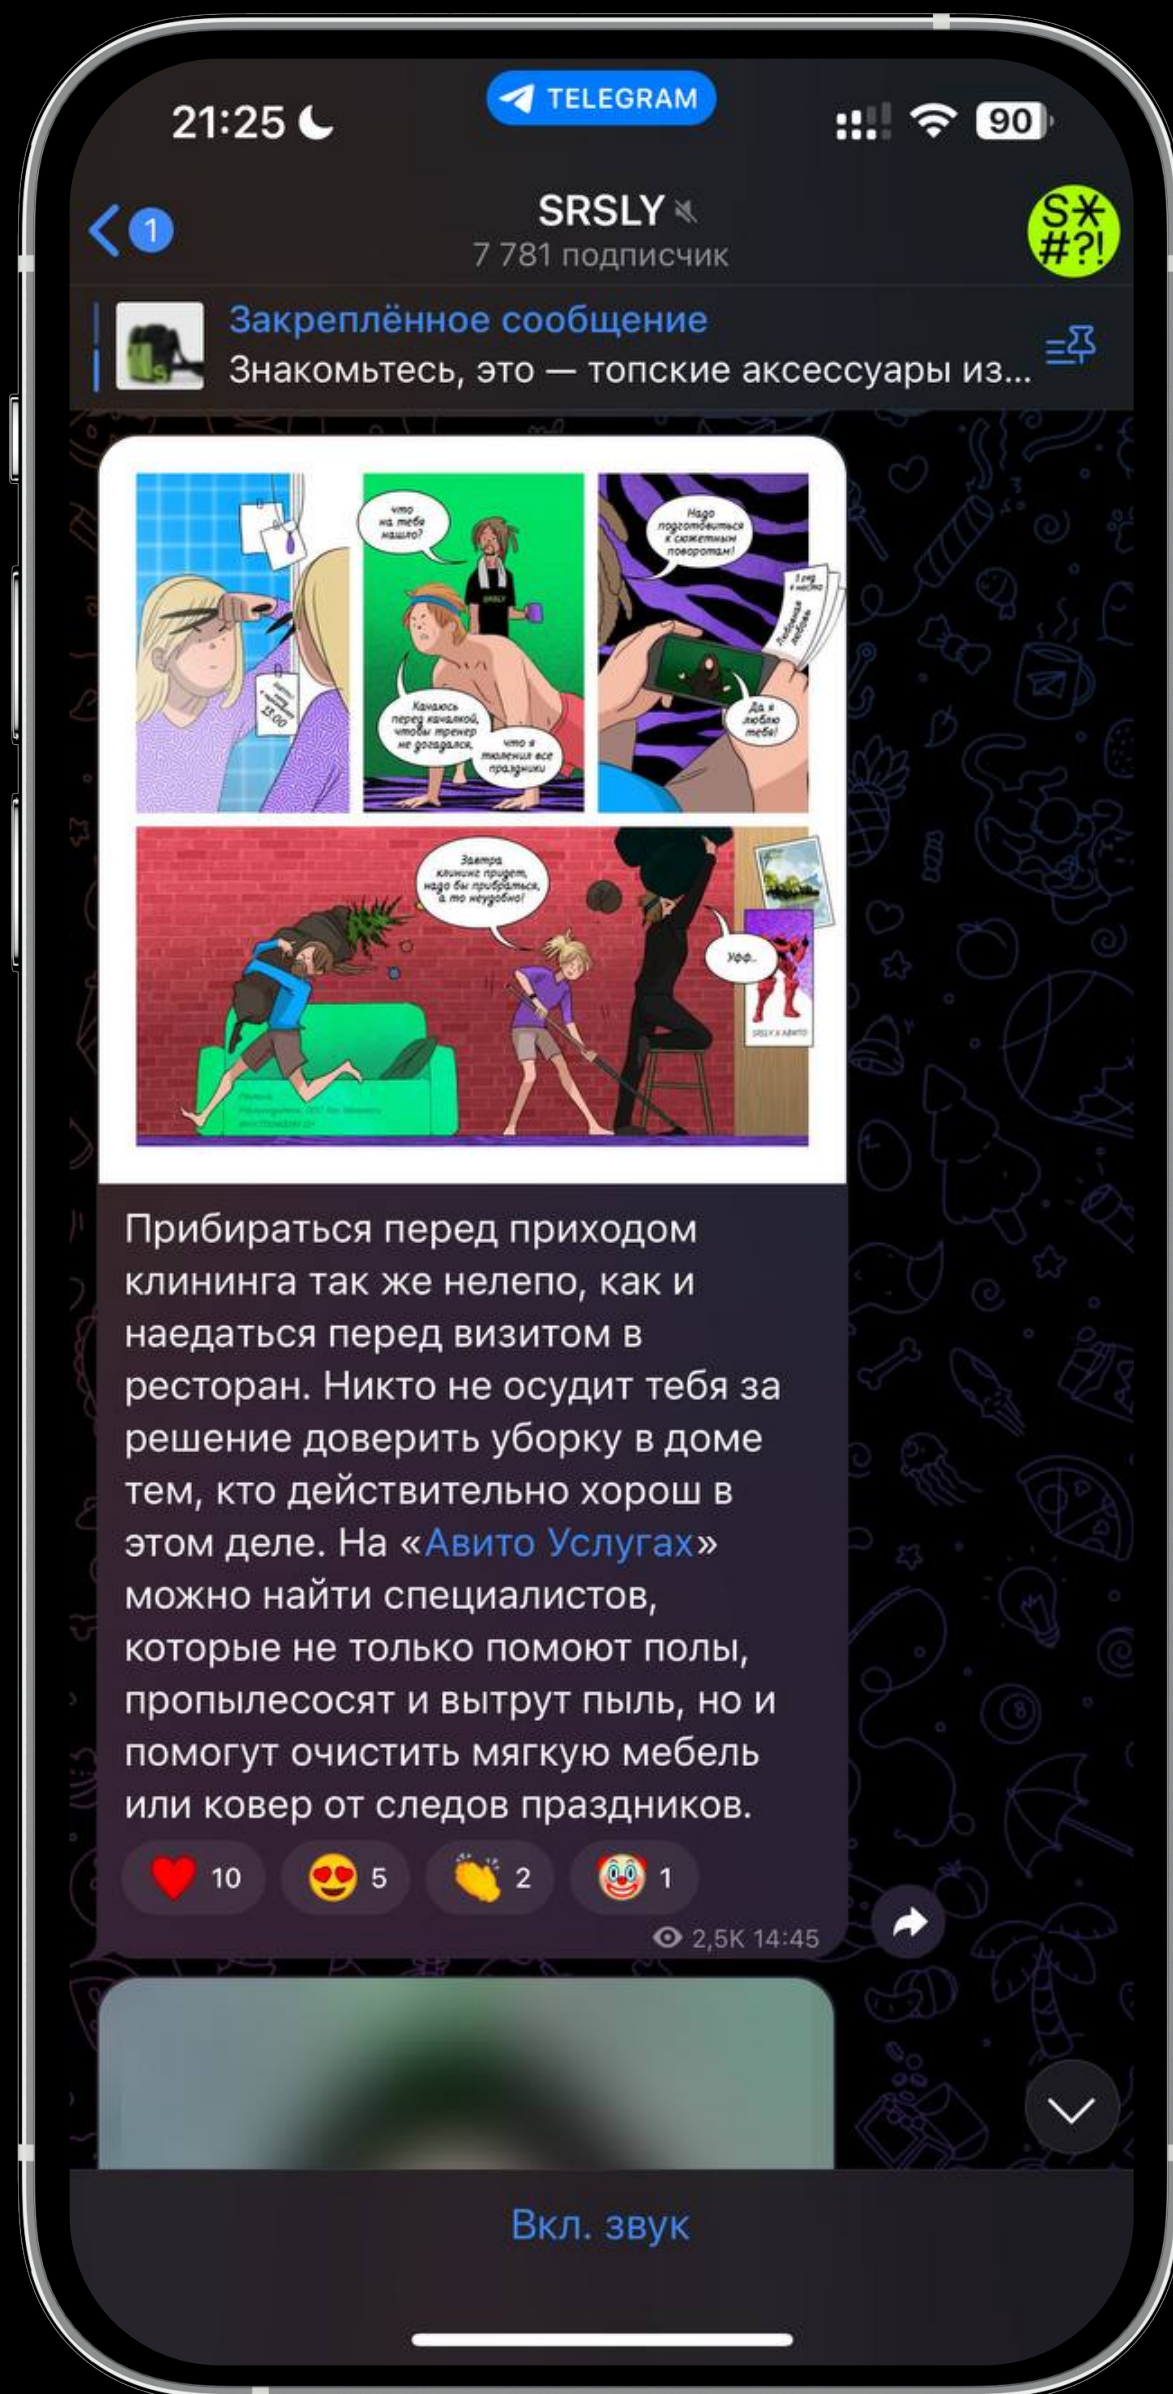 21:25
TELEGRAM
90
1
SRSLY
7 781 подписчик
S*
#?!
Закреплённое сообщение
Знакомьтесь, это — топские аксессуары из...
что
на тебя
нашло?
SRSLY
Качаюсь
перед качалкой,
чтобы тренер
не догадался,
что я
тюленил все
праздники
Надо
подготовиться
к сюжетным
поворотам!
Любовная
любовь
Да я
люблю
тебя!
Завтра
клининг придет,
надо бы прибраться,
а то неудобно!
Уфф..
SRSLY X АВИТО
Прибираться перед приходом
клининга так же нелепо, как и
наедаться перед визитом в
ресторан. Никто не осудит тебя за
решение доверить уборку в доме
тем, кто действительно хорош в
этом деле. На «Авито Услугах»
можно найти специалистов,
которые не только помоют полы,
пропылесосят и вытрут пыль, но и
помогут очистить мягкую мебель
или ковер от следов праздников.
10
5
2
1
2,5K 14:45
Вкл. звук